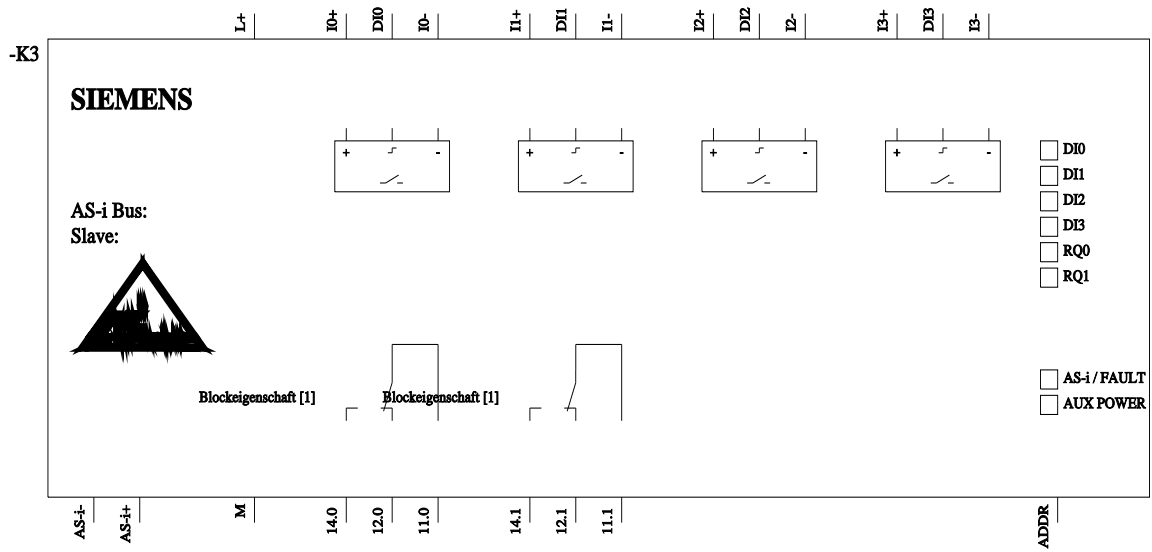 L+ I0+ DI0 I0- I1+ DI1 I1- I2+ DI2 I2- I3+ DI3 I3-
-K3
SIEMENS
+ - + - + - + -
DI0
DI1
DI2
DI3
RQ0
RQ1
AS-i Bus:
Slave:
AS-i / FAULT
AUX POWER
Blockeigenschaft [1] Blockeigenschaft [1]
AS-i- AS-i+ M 14.0 12.0 11.0 14.1 12.1 11.1 ADDR